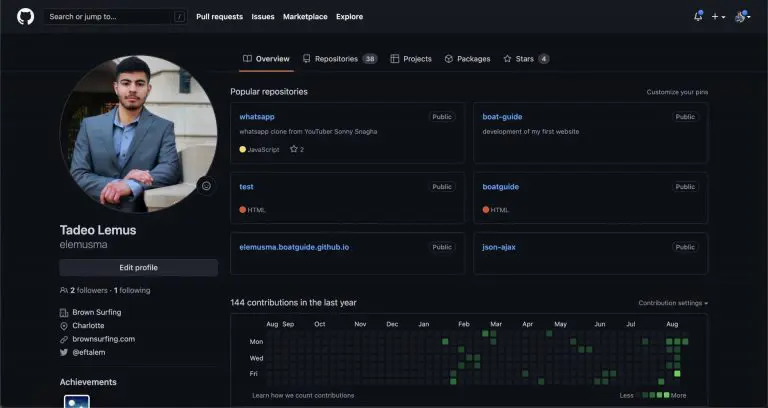 Search or jump to...
/
Pull requests
Issues
Marketplace
Explore
Overview
Repositories 38
Projects
Packages
Stars 4
Popular repositories
Customize your pins
whatsapp
Public
whatsapp clone from YouTuber Sonny Snagha
JavaScript
2
boat-guide
Public
development of my first website
test
Public
HTML
boatguide
Public
HTML
elemusma.boatguide.github.io
Public
json-ajax
Public
Tadeo Lemus
elemusma
Edit profile
2 followers · 1 following
Brown Surfing
Charlotte
brownsurfing.com
@eftalem
Achievements
144 contributions in the last year
Contribution settings
Aug Sep Oct Nov Dec Jan Feb Mar Apr May Jun Jul Aug
Mon
Wed
Fri
Learn how we count contributions
Less
More